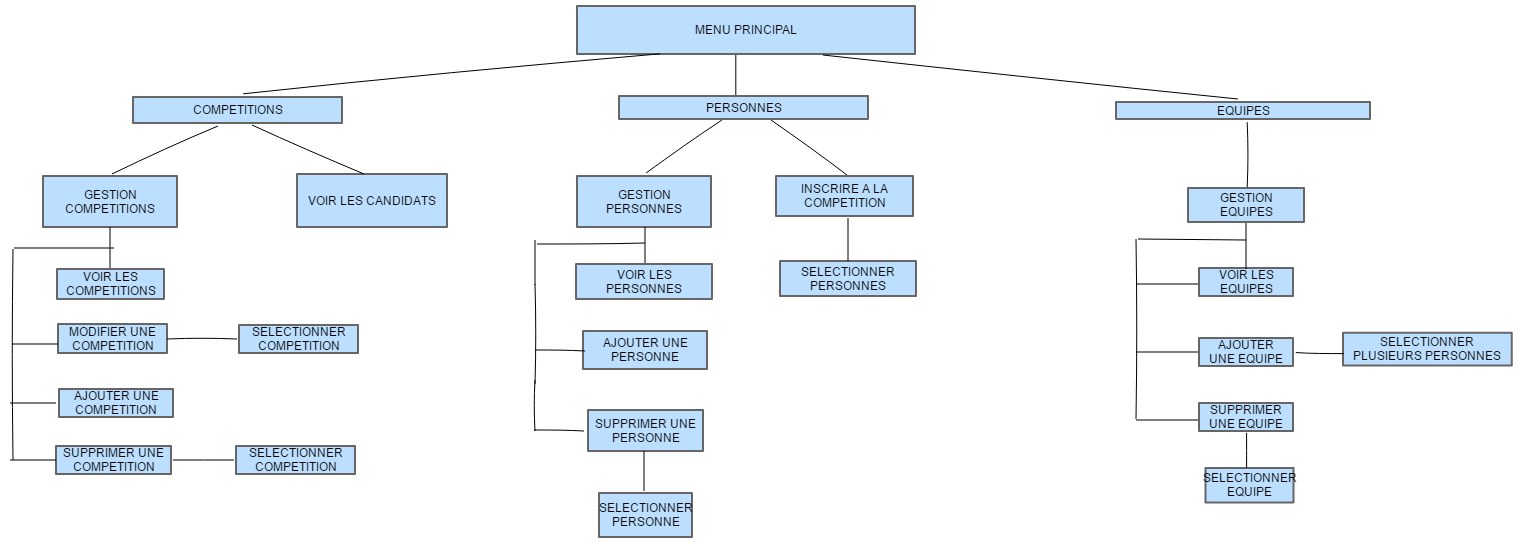 MENU PRINCIPAL
COMPETITIONS
PERSONNES
EQUIPES
GESTION
COMPETITIONS
VOIR LES CANDIDATS
GESTION
PERSONNES
INSCRIRE A LA
COMPETITION
GESTION
EQUIPES
VOIR LES
COMPETITIONS
VOIR LES
PERSONNES
SELECTIONNER
PERSONNES
VOIR LES
EQUIPES
MODIFIER UNE
COMPETITION
SELECTIONNER
COMPETITION
AJOUTER UNE
PERSONNE
AJOUTER
UNE EQUIPE
SELECTIONNER
PLUSIEURS PERSONNES
AJOUTER UNE
COMPETITION
SUPPRIMER UNE
PERSONNE
SUPPRIMER
UNE EQUIPE
SUPPRIMER UNE
COMPETITION
SELECTIONNER
COMPETITION
SELECTIONNER
PERSONNE
SELECTIONNER
EQUIPE